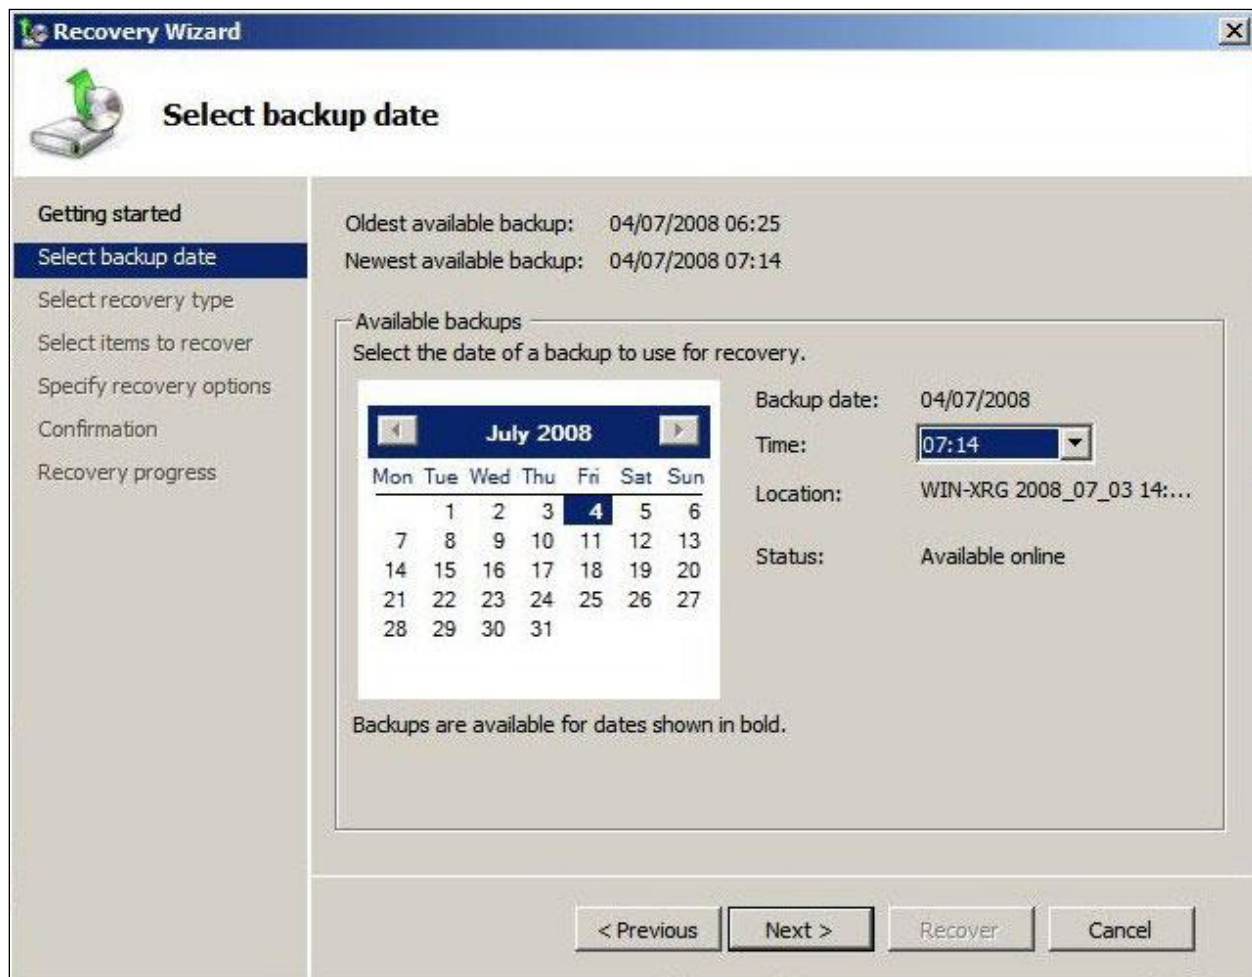 Recovery Wizard
Select backup date
Getting started
Select backup date
Select recovery type
Select items to recover
Specify recovery options
Confirmation
Recovery progress
Oldest available backup: 04/07/2008 06:25
Newest available backup: 04/07/2008 07:14
Available backups
Select the date of a backup to use for recovery.
July 2008
Mon Tue Wed Thu Fri Sat Sun
1 2 3 4 5 6
7 8 9 10 11 12 13
14 15 16 17 18 19 20
21 22 23 24 25 26 27
28 29 30 31
Backups are available for dates shown in bold.
Backup date: 04/07/2008
Time: 07:14
Location: WIN-XRG 2008_07_03 14:...
Status: Available online
< Previous Next > Recover Cancel